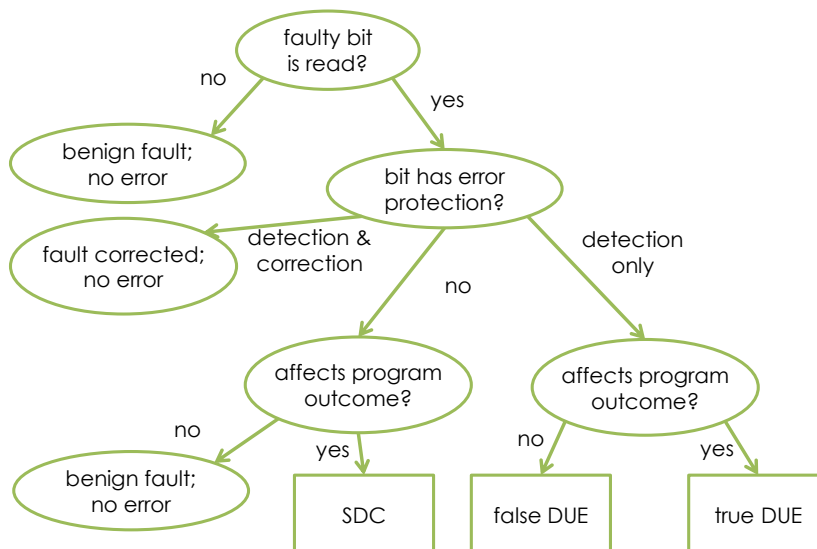 faulty bit
is read?
no
yes
benign fault;
no error
bit has error
protection?
detection &
correction
detection
only
fault corrected;
no error
no
affects program
outcome?
affects program
outcome?
no
yes
no
yes
benign fault;
no error
SDC
false DUE
true DUE